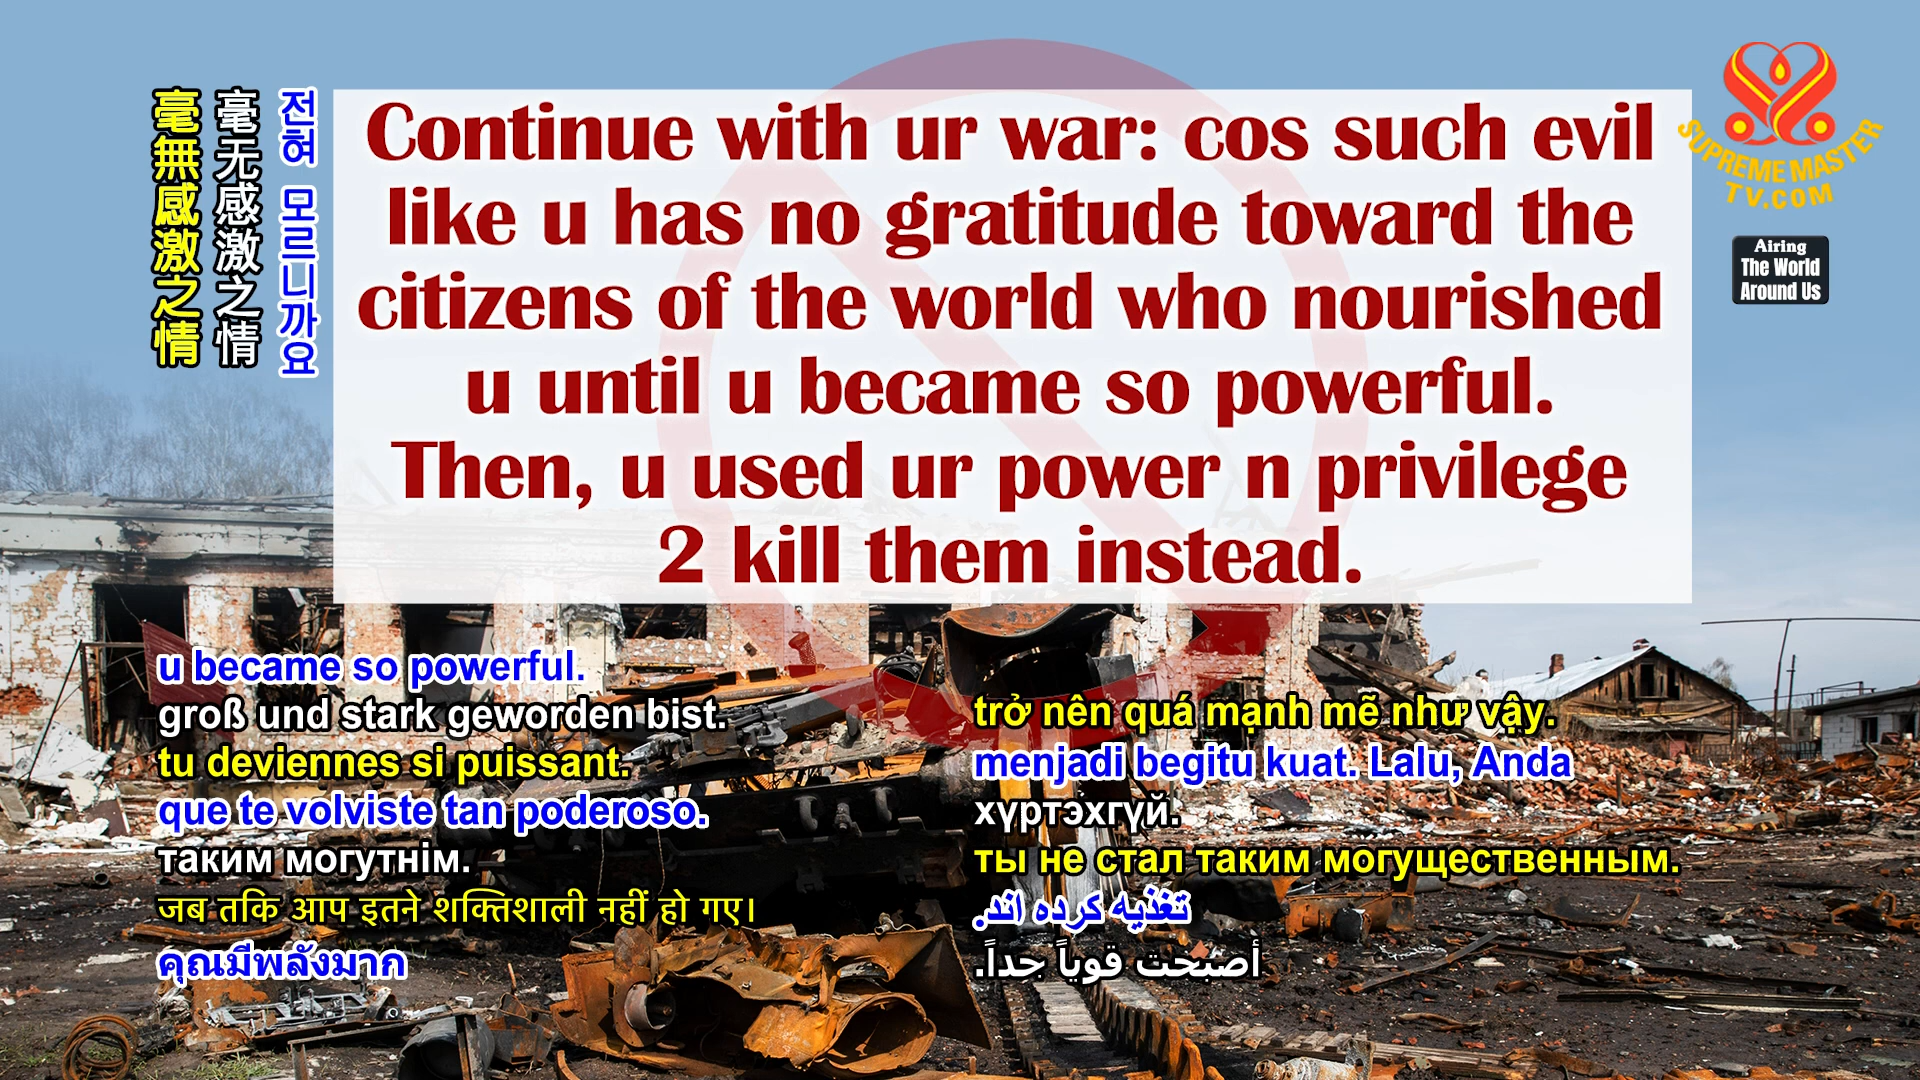 Continue with ur war: cos such evil
like u has no gratitude toward the
citizens of the world who nourished
u until u became so powerful.
Then, u used ur power n privilege
2 kill them instead.
毫無感激之情
毫无感激之情
전혀 모르니까요
SUPREME MASTER
TV.COM
Airing
The World
Around Us
u became so powerful.
groß und stark geworden bist.
tu deviennes si puissant.
que te volviste tan poderoso.
таким могутнім.
जब तकि आप इतने शक्तिशाली नहीं हो गए।
คุณมีพลังมาก
trở nên quá mạnh mẽ như vậy.
menjadi begitu kuat. Lalu, Anda
хүртэхгүй.
ты не стал таким могущественным.
تغذیه کرده اند.
أصبحت قوياً جداً.